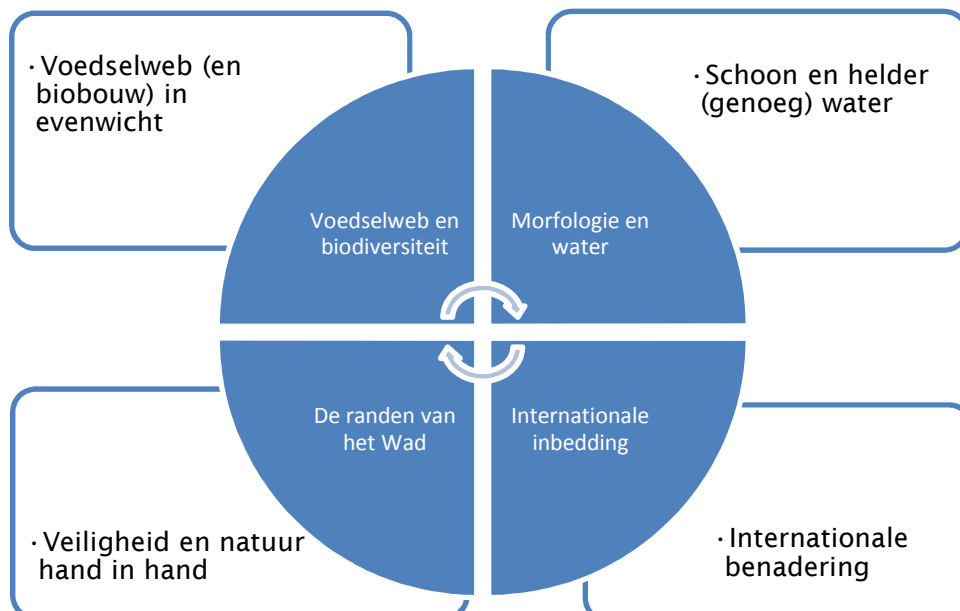 · Voedselweb (en
biobouw) in
evenwicht
· Schoon en helder
(genoeg) water
Voedselweb en
biodiversiteit
Morfologie en
water
De randen van
het Wad
Internationale
inbedding
· Veiligheid en natuur
hand in hand
· Internationale
benadering